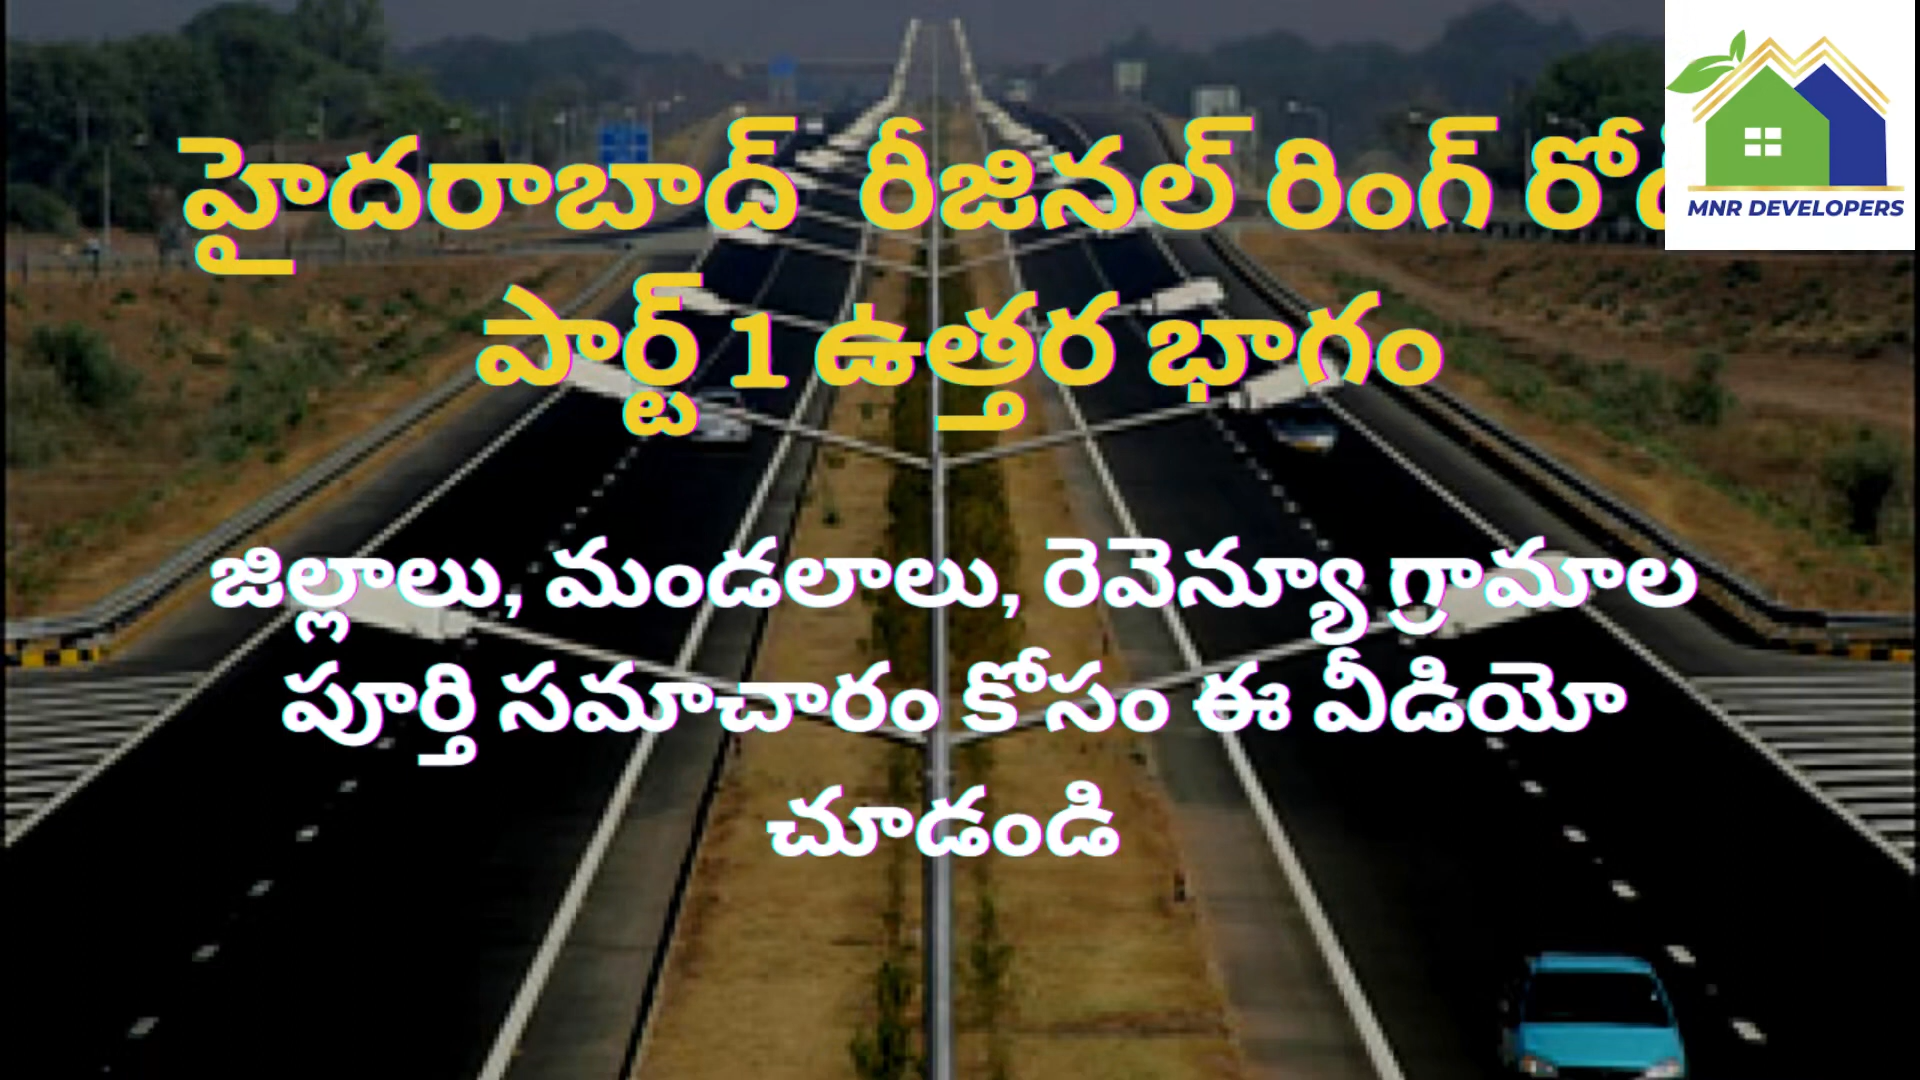 హైదరాబాద్ రీజినల్ రింగ్
పార్ట్ 1 ఉత్తర భాగం
జిల్లాలు, మండలాలు, రెవెన్యూ గ్రామాల
పూర్తి సమాచారం కోసం ఈ వీడియో
చూడండి
MNR DEVELOPERS